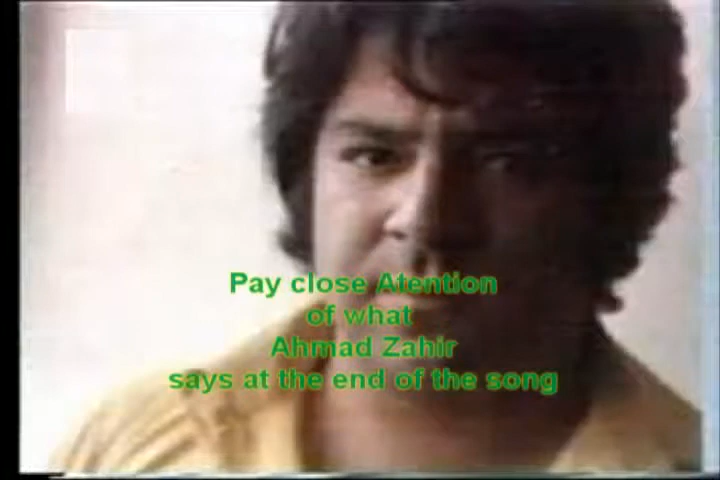 Pay close Atention
of what
Ahmad Zahir
says at the end of the song